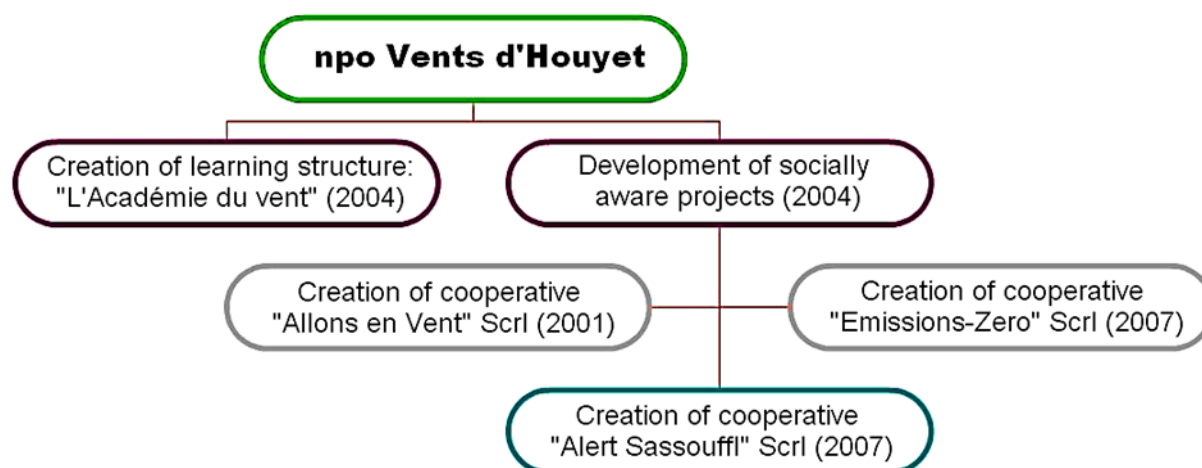 npo Vents d'Houyet
Creation of learning structure:
"L'Académie du vent" (2004)
Development of socially
aware projects (2004)
Creation of cooperative
"Allons en Vent" Scrl (2001)
Creation of cooperative
"Emissions-Zero" Scrl (2007)
Creation of cooperative
"Alert Sassouffl" Scrl (2007)